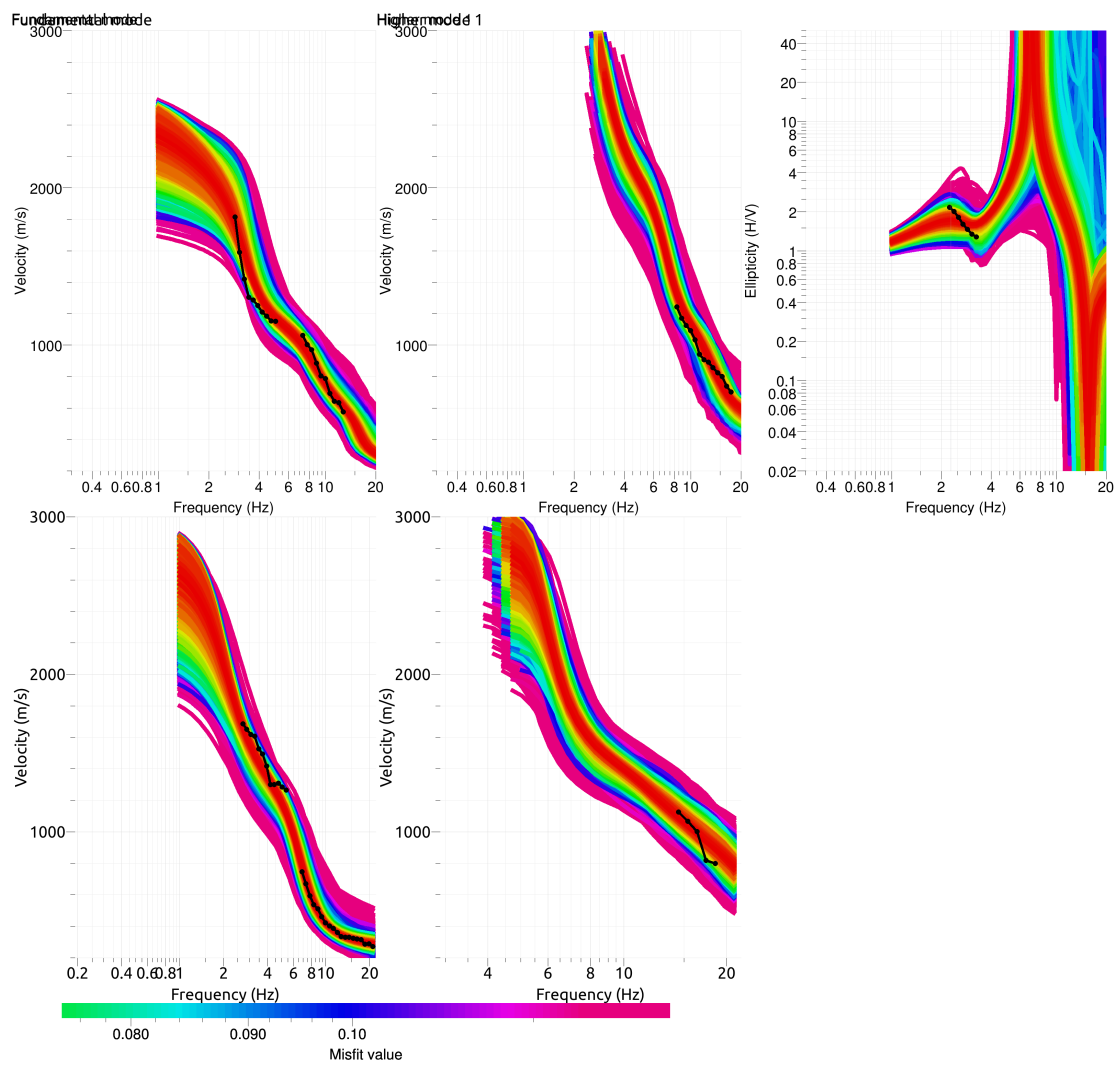 Fundamental mode
Higher mode 1
3000
2000
1000
Velocity (m/s)
0.4 0.6 0.8 1 2 4 6 8 10 20
Frequency (Hz)
3000
2000
1000
Velocity (m/s)
0.4 0.6 0.8 1 2 4 6 8 10 20
Frequency (Hz)
40
20
10
8
6
4
2
1
0.8
0.6
0.4
0.2
0.1
0.08
0.06
0.04
0.02
Ellipticity (H/V)
0.4 0.6 0.8 1 2 4 6 8 10 20
Frequency (Hz)
3000
2000
1000
Velocity (m/s)
0.2 0.4 0.6 0.8 1 2 4 6 8 10 20
Frequency (Hz)
3000
2000
1000
Velocity (m/s)
4 6 8 10 20
Frequency (Hz)
0.080 0.090 0.10
Misfit value